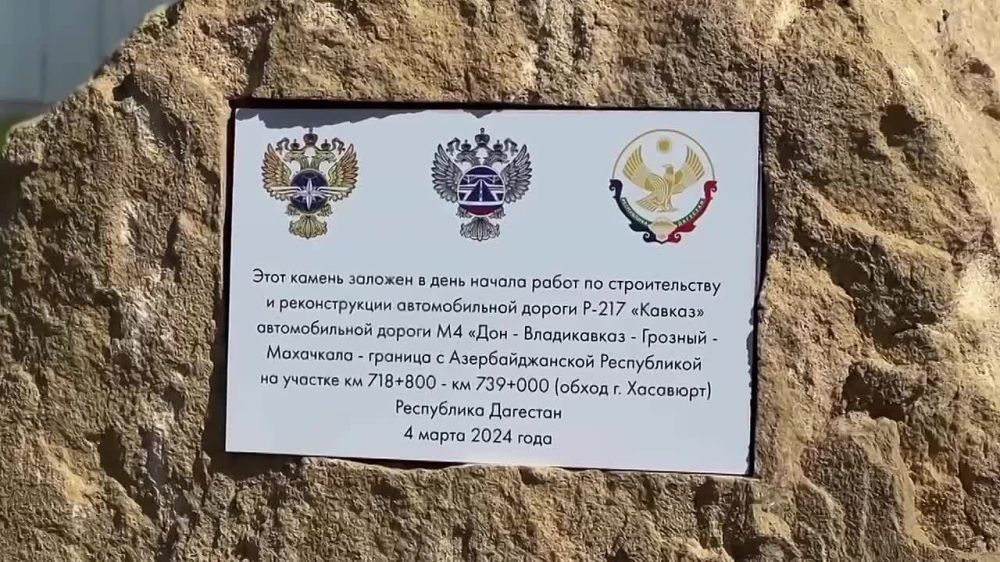 РЕСПУБЛИКА ДАГЕСТАН
Этот камень заложен в день начала работ по строительству
и реконструкции автомобильной дороги Р-217 «Кавказ»
автомобильной дороги М4 «Дон - Владикавказ - Грозный -
Махачкала - граница с Азербайджанской Республикой
на участке км 718+800 - км 739+000 (обход г. Хасавюрт)
Республика Дагестан
4 марта 2024 года